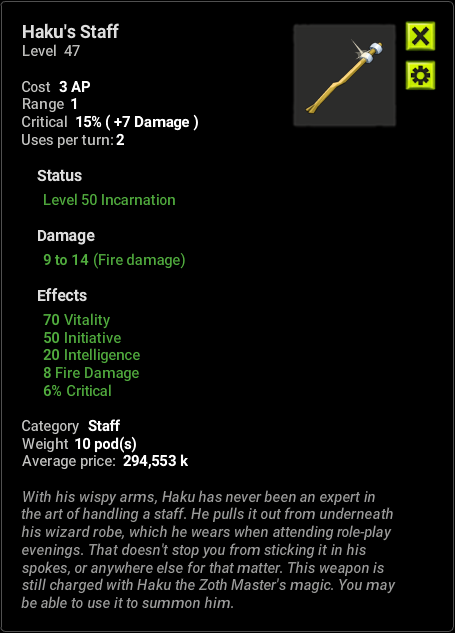 Haku's Staff
Level 47
Cost 3 AP
Range 1
Critical 15% ( +7 Damage )
Uses per turn: 2
Status
Level 50 Incarnation
Damage
9 to 14 (Fire damage)
Effects
70 Vitality
50 Initiative
20 Intelligence
8 Fire Damage
6% Critical
Category Staff
Weight 10 pod(s)
Average price: 294,553 k
With his wispy arms, Haku has never been an expert in
the art of handling a staff. He pulls it out from underneath
his wizard robe, which he wears when attending role-play
evenings. That doesn't stop you from sticking it in his
spokes, or anywhere else for that matter. This weapon is
still charged with Haku the Zoth Master's magic. You may
be able to use it to summon him.